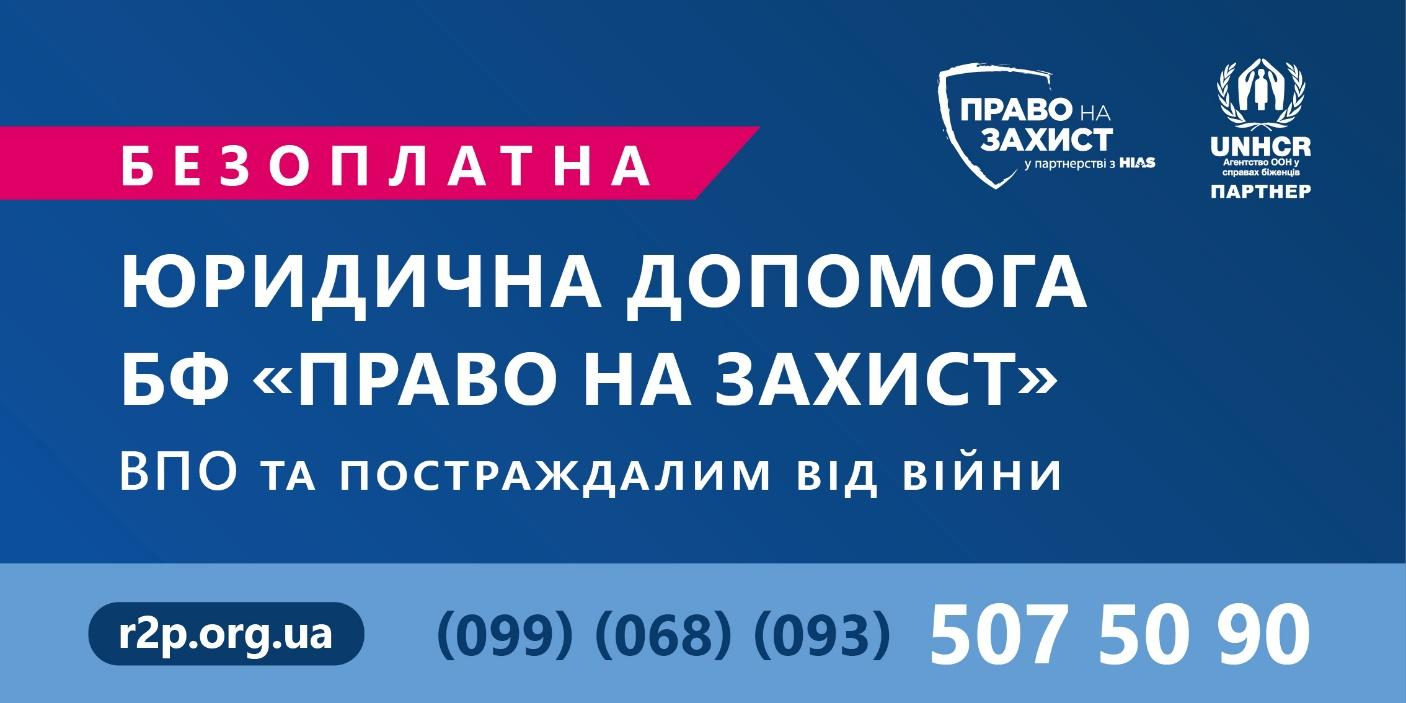 ПРАВО НА
ЗАХИСТ
у партнерстві з HIAS
UNHCR
Агентство ООН у
справах біженців
ПАРТНЕР
БЕЗОПЛАТНА
ЮРИДИЧНА ДОПОМОГА
БФ «ПРАВО НА ЗАХИСТ»
ВПО ТА ПОСТРАЖДАЛИМ ВІД ВІЙНИ
r2p.org.ua (099) (068) (093) 507 50 90